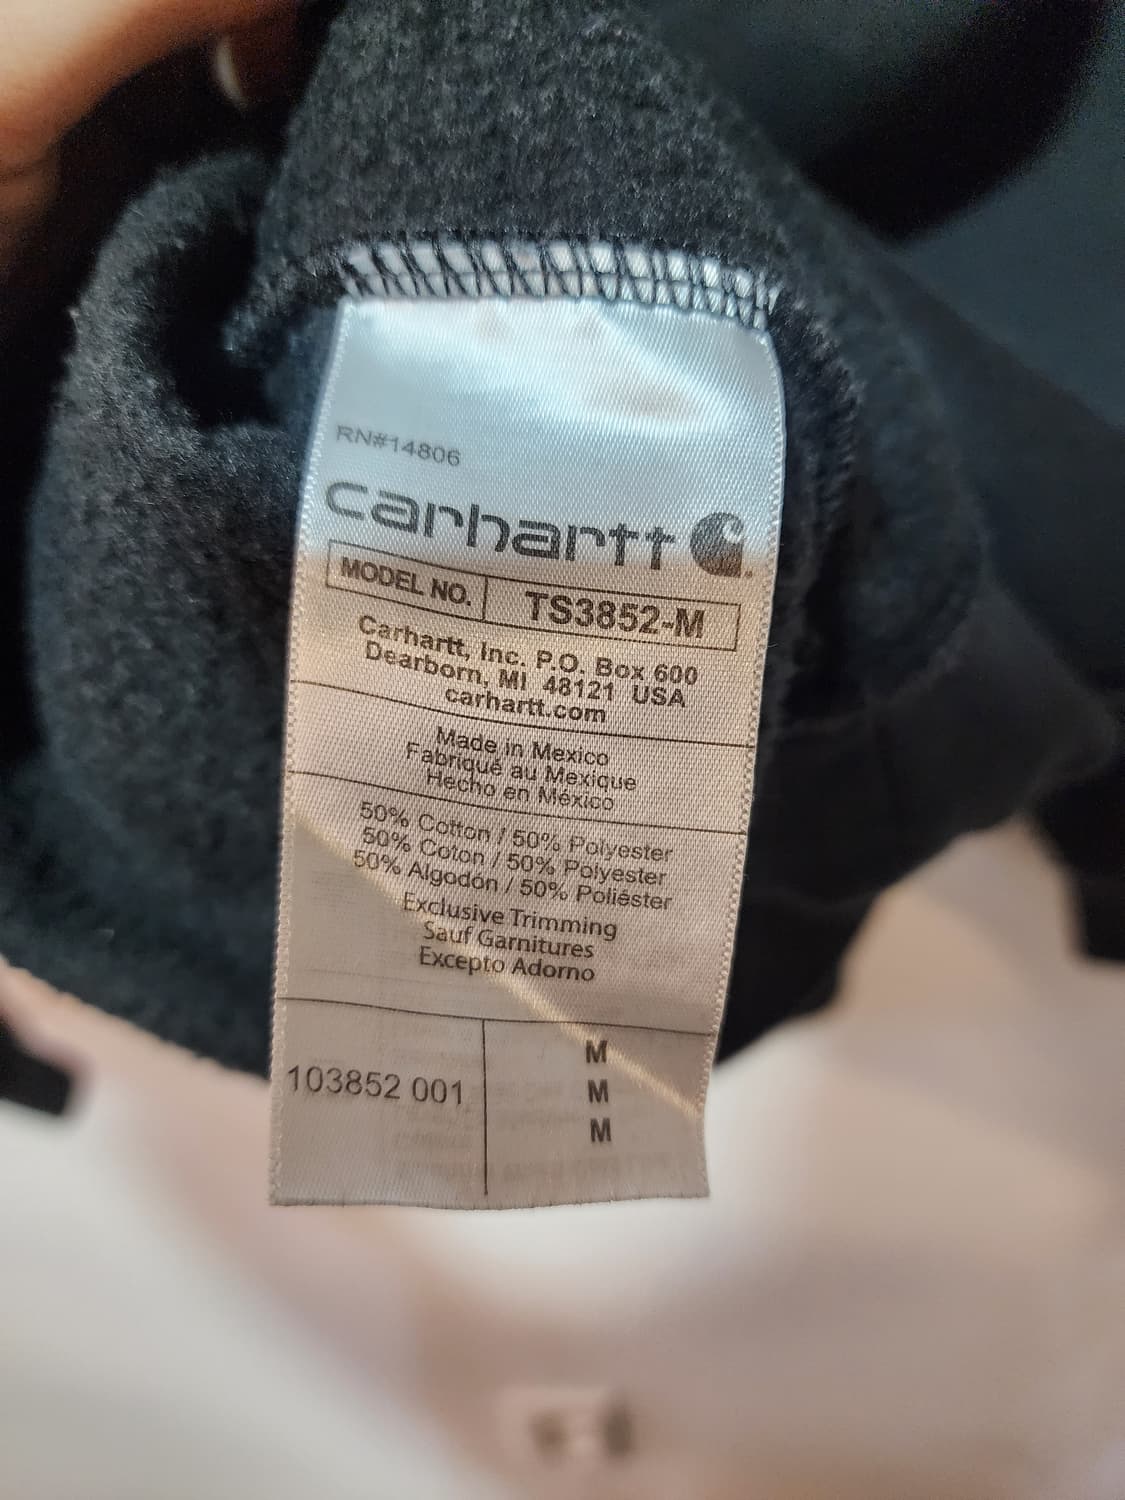 RN#14806
carhartt
MODEL NO. TS3852-M
Carhartt, Inc. P.O. Box 600
Dearborn, MI 48121 USA
carhartt.com
Made in Mexico
Fabriqué au Mexique
Hecho en México
50% Cotton / 50% Polyester
50% Coton / 50% Polyester
50% Algodón / 50% Poliéster
Exclusive Trimming
Sauf Garnitures
Excepto Adorno
103852 001
M
M
M